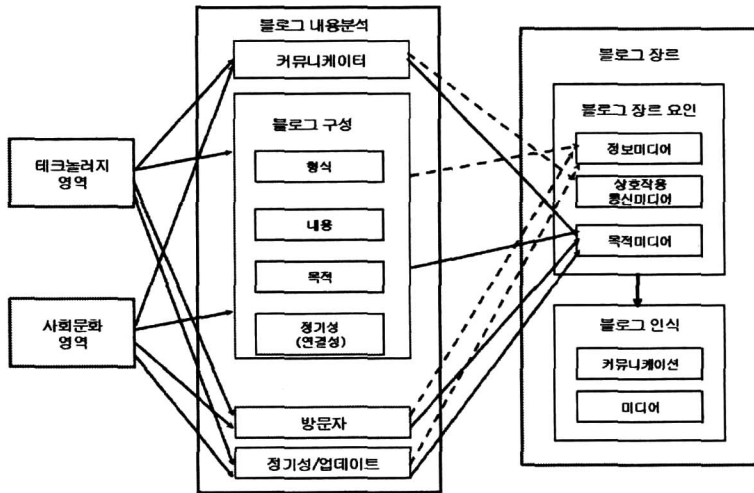 블로그 내용분석
커뮤니케이터
블로그 구성
형식
내용
목적
정기성
(연결성)
방문자
정기성/업데이트
테크놀러지
영역
사회문화
영역
블로그 장르
블로그 장르 요인
정보미디어
상호작용
통신미디어
목적미디어
블로그 인식
커뮤니케이션
미디어